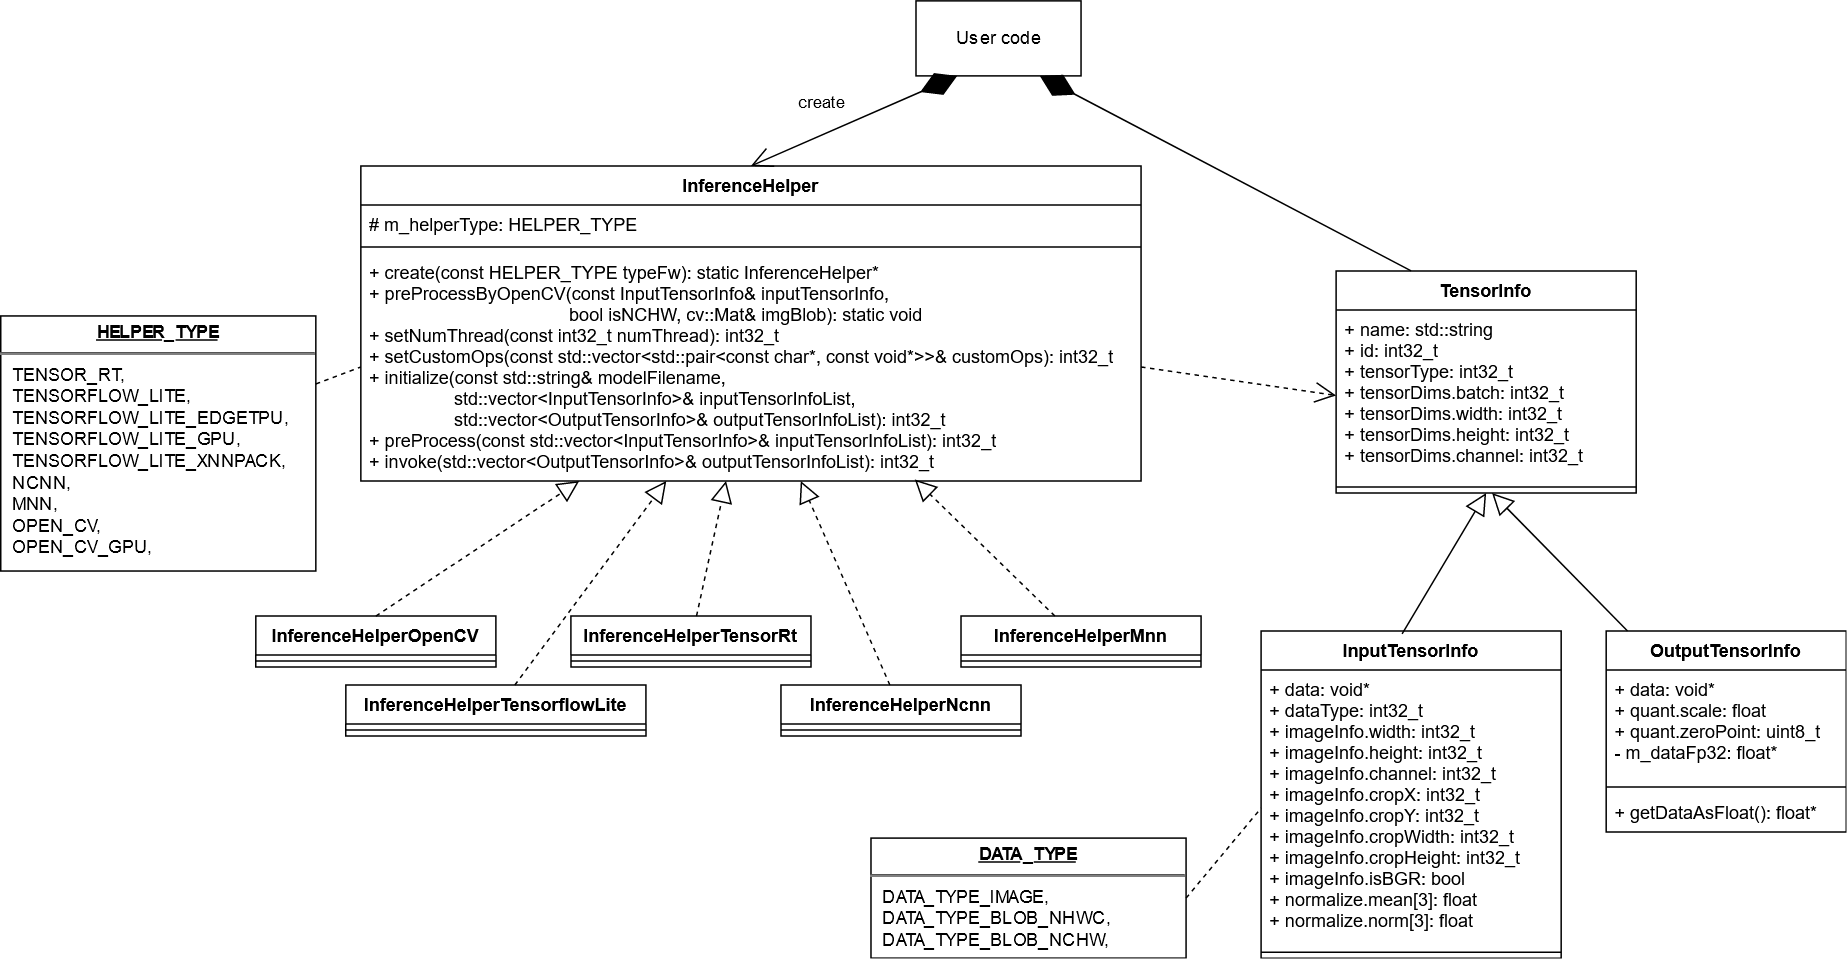 User code
create
InferenceHelper
# m_helperType: HELPER_TYPE
+ create(const HELPER_TYPE typeFw): static InferenceHelper*
+ preProcessByOpenCV(const InputTensorInfo& inputTensorInfo,
bool isNCHW, cv::Mat& imgBlob): static void
+ setNumThread(const int32_t numThread): int32_t
+ setCustomOps(const std::vector<std::pair<const char*, const void*>>& customOps): int32_t
+ initialize(const std::string& modelFilename,
std::vector<InputTensorInfo>& inputTensorInfoList,
std::vector<OutputTensorInfo>& outputTensorInfoList): int32_t
+ preProcess(const std::vector<InputTensorInfo>& inputTensorInfoList): int32_t
+ invoke(std::vector<OutputTensorInfo>& outputTensorInfoList): int32_t
HELPER_TYPE
TENSOR_RT,
TENSORFLOW_LITE,
TENSORFLOW_LITE_EDGETPU,
TENSORFLOW_LITE_GPU,
TENSORFLOW_LITE_XNNPACK,
NCNN,
MNN,
OPEN_CV,
OPEN_CV_GPU,
TensorInfo
+ name: std::string
+ id: int32_t
+ tensorType: int32_t
+ tensorDims.batch: int32_t
+ tensorDims.width: int32_t
+ tensorDims.height: int32_t
+ tensorDims.channel: int32_t
InferenceHelperOpenCV
InferenceHelperTensorRt
InferenceHelperMnn
InferenceHelperTensorflowLite
InferenceHelperNcnn
InputTensorInfo
+ data: void*
+ dataType: int32_t
+ imageInfo.width: int32_t
+ imageInfo.height: int32_t
+ imageInfo.channel: int32_t
+ imageInfo.cropX: int32_t
+ imageInfo.cropY: int32_t
+ imageInfo.cropWidth: int32_t
+ imageInfo.cropHeight: int32_t
+ imageInfo.isBGR: bool
+ normalize.mean[3]: float
+ normalize.norm[3]: float
OutputTensorInfo
+ data: void*
+ quant.scale: float
+ quant.zeroPoint: uint8_t
- m_dataFp32: float*
+ getDataAsFloat(): float*
DATA_TYPE
DATA_TYPE_IMAGE,
DATA_TYPE_BLOB_NHWC,
DATA_TYPE_BLOB_NCHW,